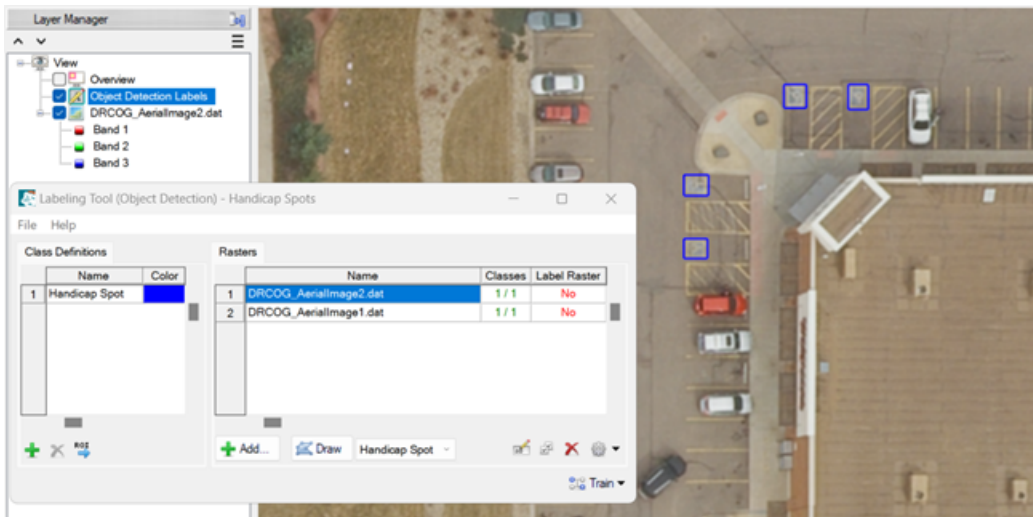 Layer Manager
View
Overview
Object Detection Labels
DRCOG_AerialImage2.dat
Band 1
Band 2
Band 3
Labeling Tool (Object Detection) - Handicap Spots
File Help
Class Definitions
Name Color
1 Handicap Spot
Rasters
Name Classes Label Raster
1 DRCOG_AerialImage2.dat 1 / 1 No
2 DRCOG_AerialImage1.dat 1 / 1 No
ROI
Add... Draw Handicap Spot
Train